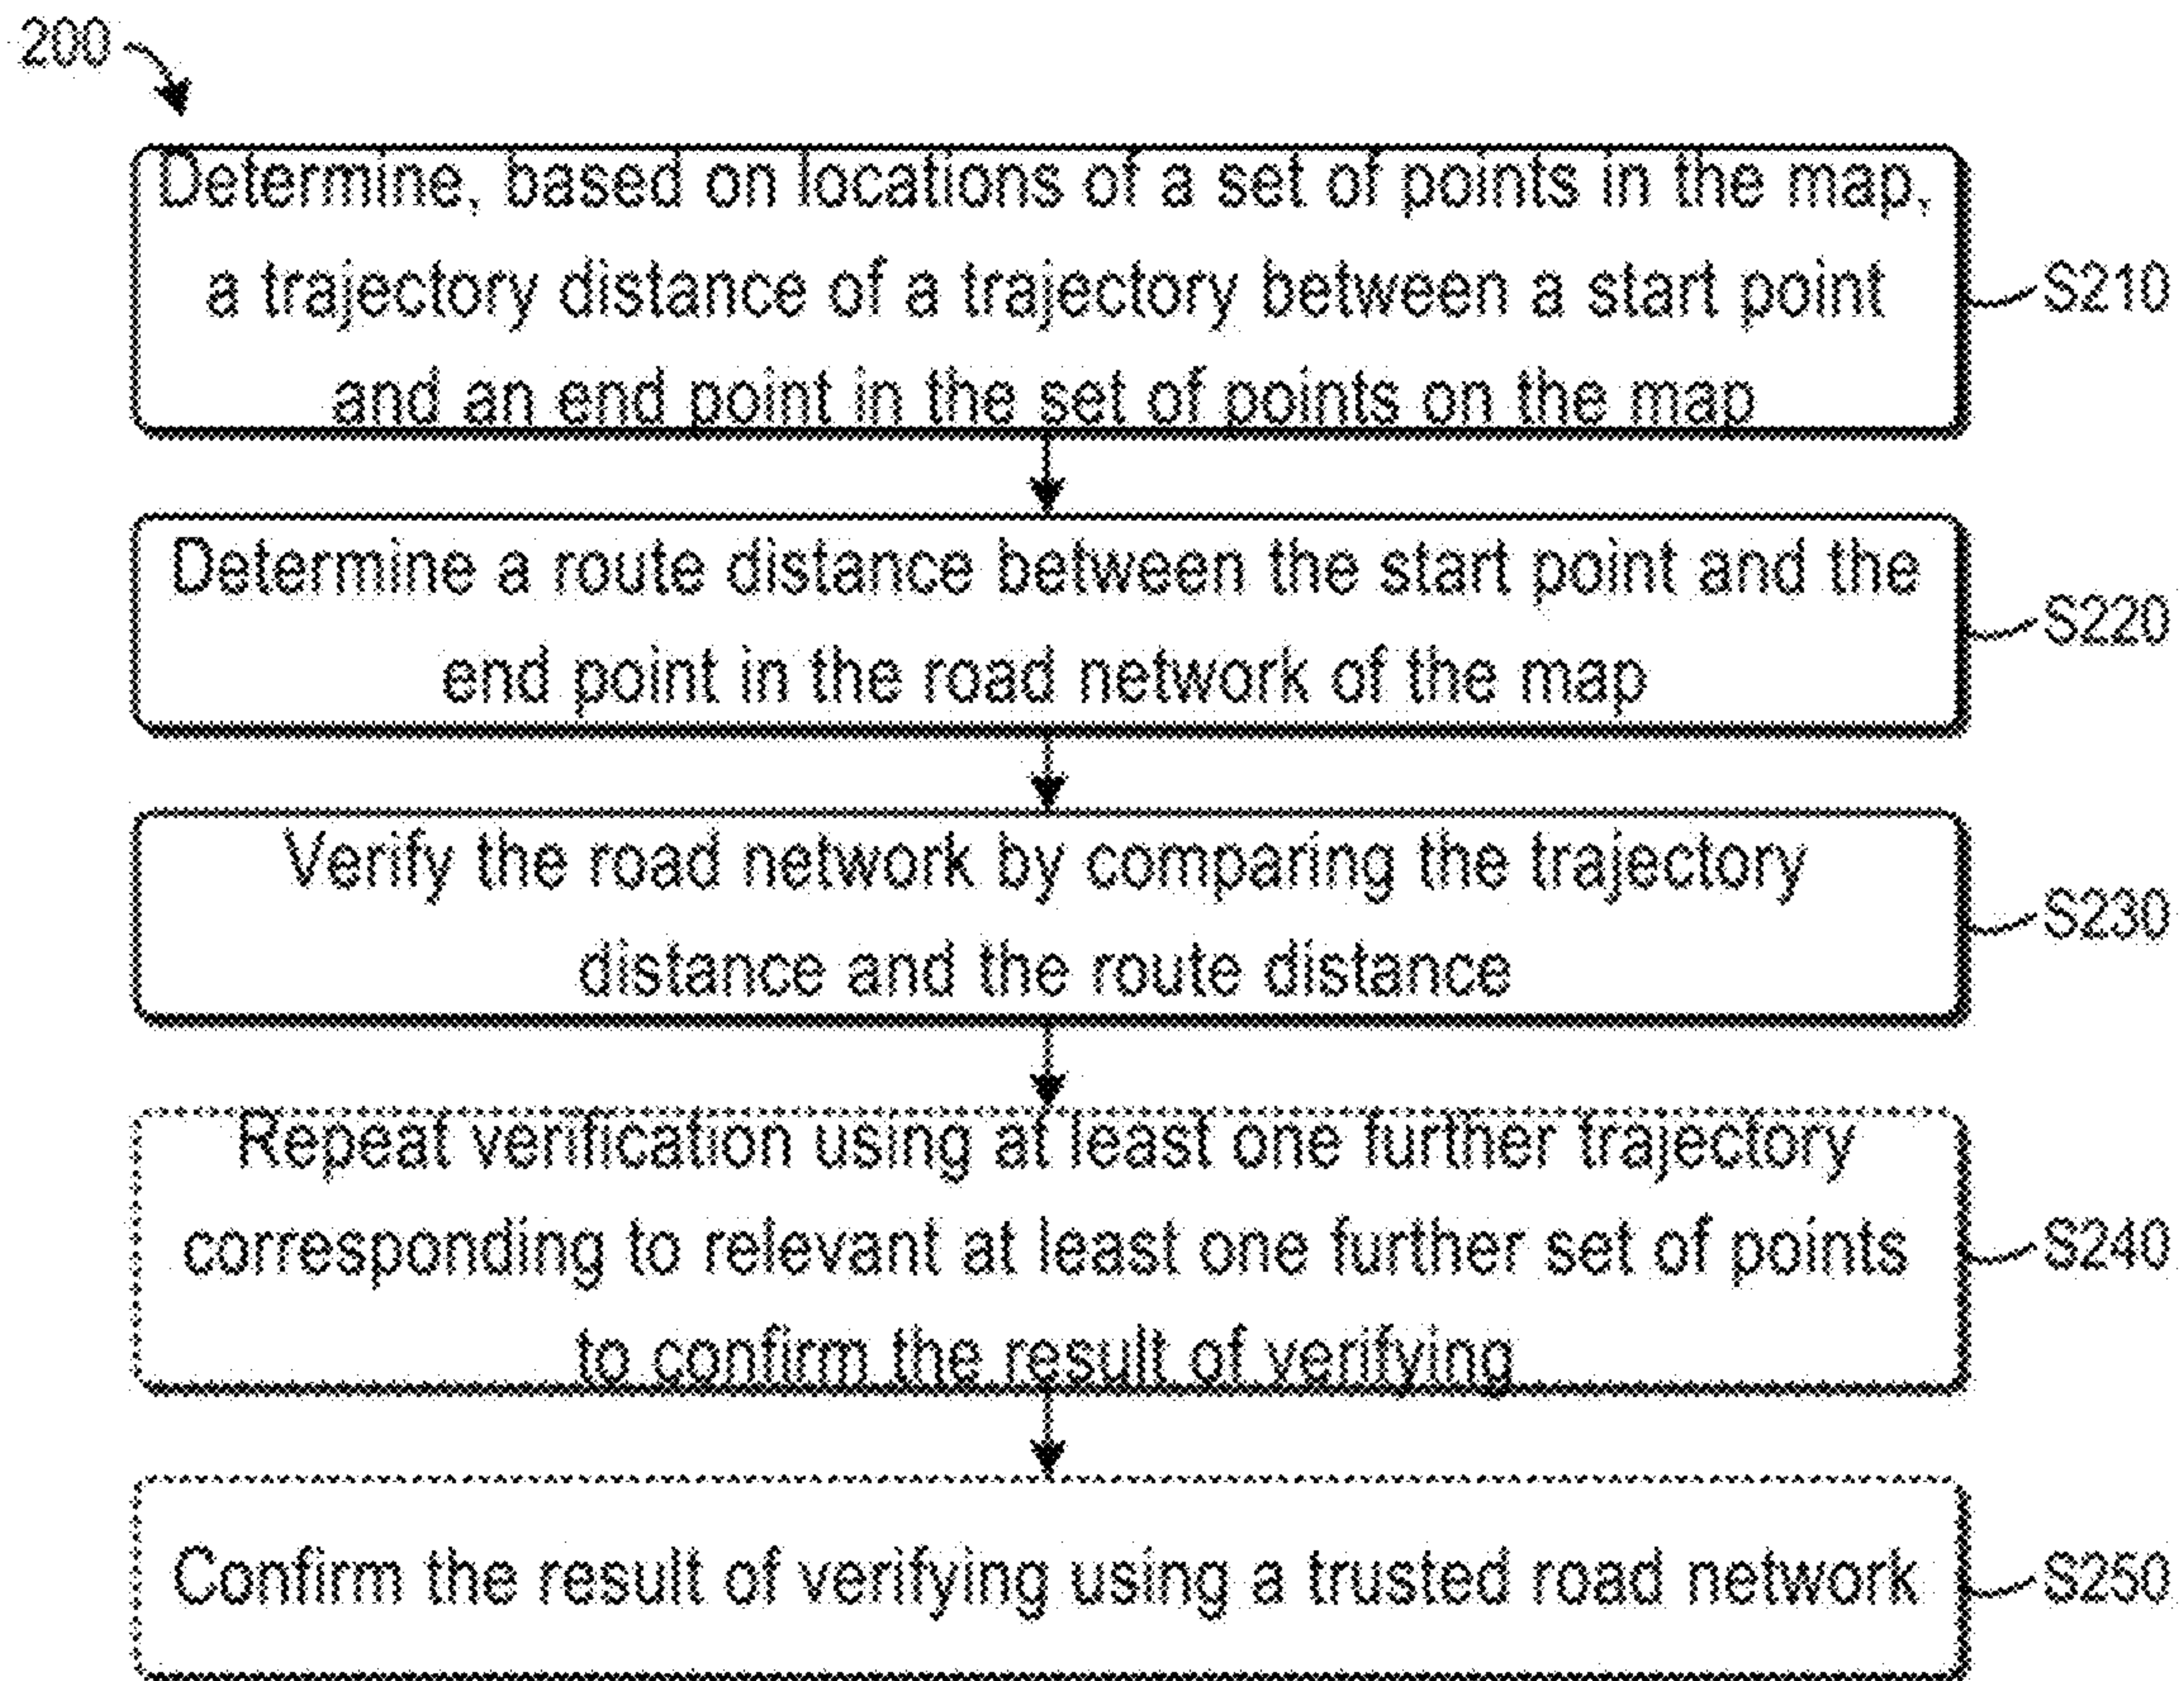 200
Determine, based on locations of a set of points in the map,
a trajectory distance of a trajectory between a start point
and an end point in the set of points on the map
S210
Determine a route distance between the start point and the
end point in the road network of the map
S220
Verify the road network by comparing the trajectory
distance and the route distance
S230
Repeat verification using at least one further trajectory
corresponding to relevant at least one further set of points
to confirm the result of verifying
S240
Confirm the result of verifying using a trusted road network
S250